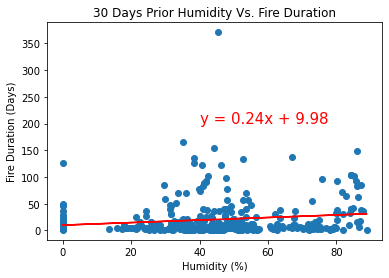 30 Days Prior Humidity Vs. Fire Duration
350
300
250
200
150
100
50
0
Fire Duration (Days)
y = 0.24x + 9.98
0 20 40 60 80
Humidity (%)